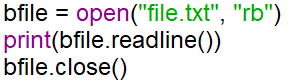 bfile = open("file.txt", "rb")
print(bfile.readline())
bfile.close()